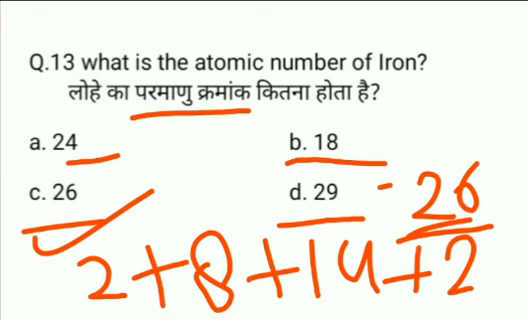 Q.13 what is the atomic number of Iron?
लोहे का परमाणु क्रमांक कितना होता है?
a. 24 b. 18
c. 26 d. 29 - 26
2+8+14+2